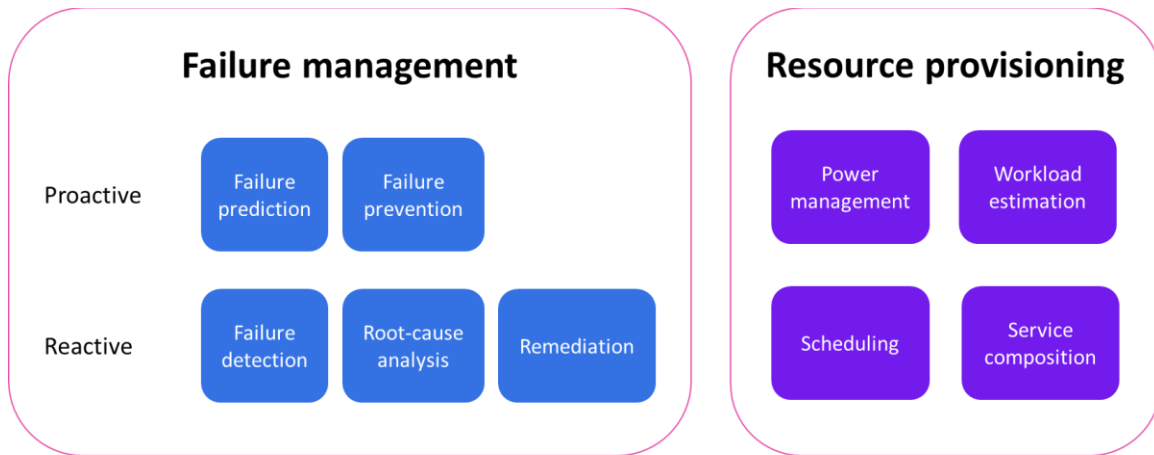 Failure management
Proactive
Failure
prediction
Failure
prevention
Reactive
Failure
detection
Root-cause
analysis
Remediation
Resource provisioning
Power
management
Workload
estimation
Scheduling
Service
composition